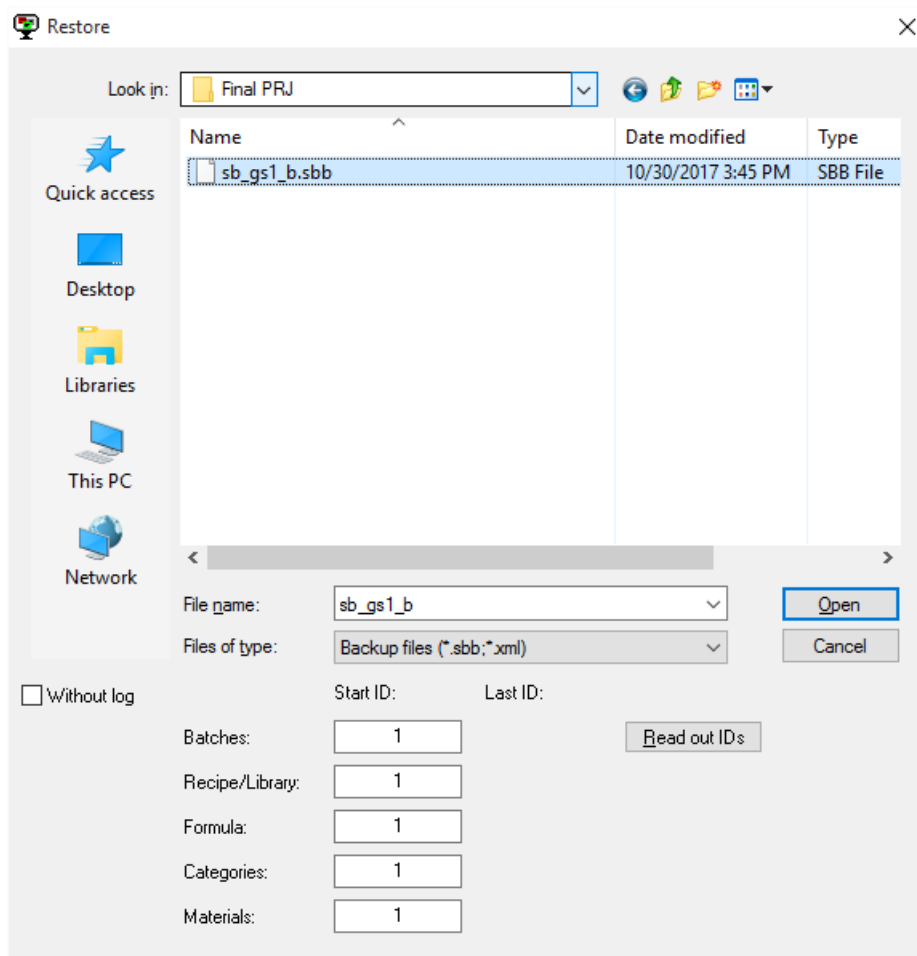 Restore
Look in: Final PRJ
Name Date modified Type
sb_gs1_b.sbb 10/30/2017 3:45 PM SBB File
Quick access
Desktop
Libraries
This PC
Network
File name: sb_gs1_b Open
Files of type: Backup files (*.sbb;*.xml) Cancel
Without log Start ID: Last ID:
Batches: 1 Read out IDs
Recipe/Library: 1
Formula: 1
Categories: 1
Materials: 1